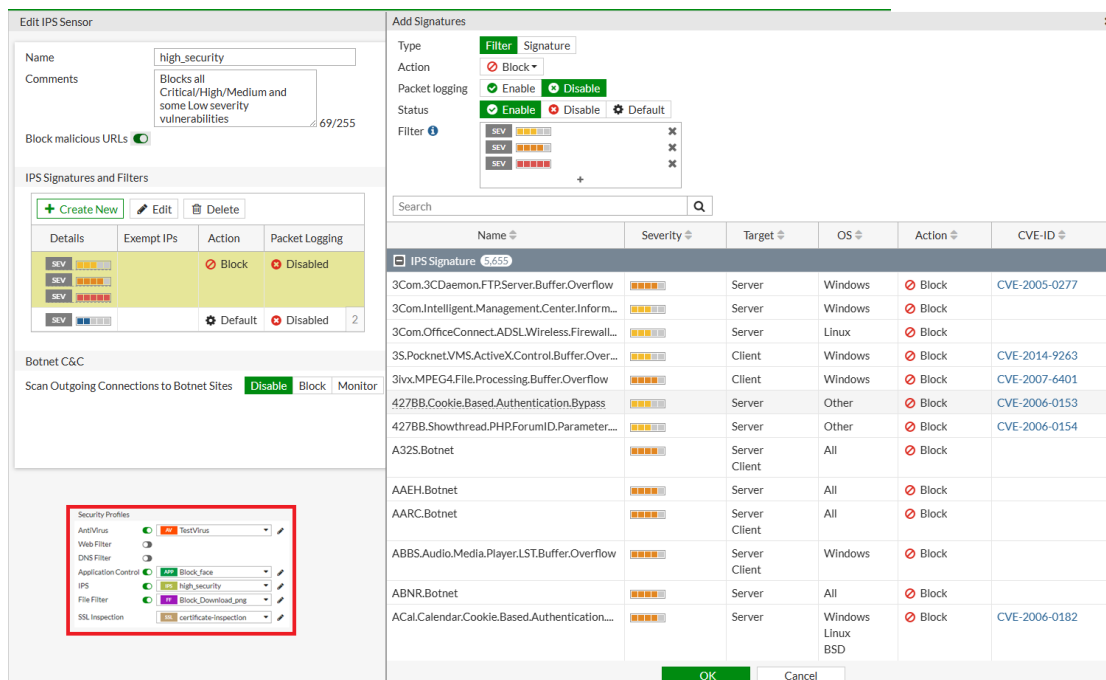 Edit IPS Sensor
Name high_security
Comments Blocks all
Critical/High/Medium and
some Low severity
vulnerabilities
69/255
Block malicious URLs
IPS Signatures and Filters
Create New Edit Delete
Details Exempt IPs Action Packet Logging
SEV
SEV Block Disabled
SEV
SEV Default Disabled 2
Botnet C&C
Scan Outgoing Connections to Botnet Sites Disable Block Monitor
Security Profiles
AntiVirus AV TestVirus
Web Filter
DNS Filter
Application Control APP Block_face
IPS IPS high_security
File Filter FF Block_Download_png
SSL Inspection SSL certificate-inspection
Add Signatures
Type Filter Signature
Action Block
Packet logging Enable Disable
Status Enable Disable Default
Filter SEV
SEV
SEV
+
Search
Name Severity Target OS Action CVE-ID
IPS Signature 5,655
3Com.3CDaemon.FTP.Server.Buffer.Overflow Server Windows Block CVE-2005-0277
3Com.Intelligent.Management.Center.Inform... Server Windows Block
3Com.OfficeConnect.ADSL.Wireless.Firewall... Server Linux Block
3S.Pocknet.VMS.ActiveX.Control.Buffer.Over... Client Windows Block CVE-2014-9263
3ivx.MPEG4.File.Processing.Buffer.Overflow Client Windows Block CVE-2007-6401
427BB.Cookie.Based.Authentication.Bypass Server Other Block CVE-2006-0153
427BB.Showthread.PHP.ForumID.Parameter.... Server Other Block CVE-2006-0154
A32S.Botnet Server All Block
Client
AAEH.Botnet Server All Block
AARC.Botnet Server All Block
Client
ABBS.Audio.Media.Player.LST.Buffer.Overflow Server Windows Block
Client
ABNR.Botnet Server All Block
ACal.Calendar.Cookie.Based.Authentication.... Server Windows Block CVE-2006-0182
Linux
BSD
OK Cancel